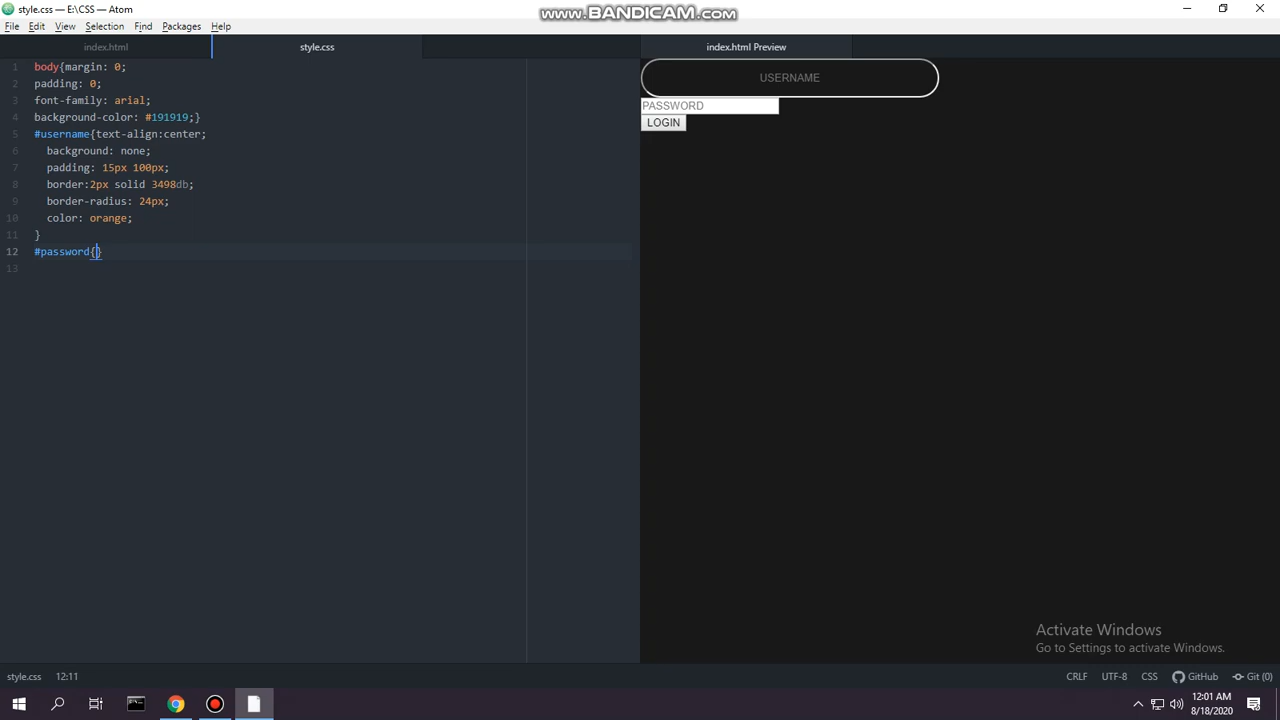 style.css — E:\CSS — Atom
www.BANDICAM.com
File Edit View Selection Find Packages Help
index.html
style.css
index.html Preview
1 body{margin: 0;
2 padding: 0;
3 font-family: arial;
4 background-color: #191919;}
5 #username{text-align:center;
6 background: none;
7 padding: 15px 100px;
8 border:2px solid 3498db;
9 border-radius: 24px;
10 color: orange;
11 }
12 #password{}
13
USERNAME
PASSWORD
LOGIN
Activate Windows
Go to Settings to activate Windows.
style.css 12:11
CRLF UTF-8 CSS GitHub Git (0)
12:01 AM
8/18/2020